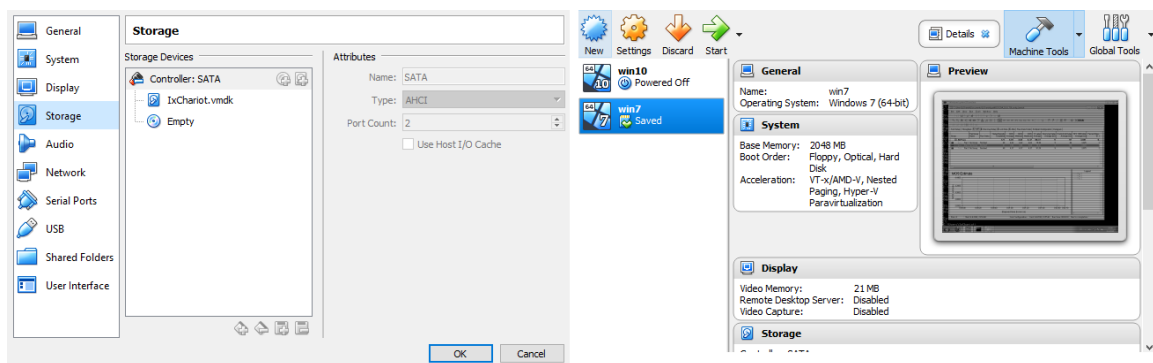 General
System
Display
Storage
Audio
Network
Serial Ports
USB
Shared Folders
User Interface
Storage
Storage Devices
Controller: SATA
IxChariot.vmdk
Empty
Attributes
Name: SATA
Type: AHCI
Port Count: 2
Use Host I/O Cache
OK Cancel
New Settings Discard Start
Details
Machine Tools Global Tools
64 10 win10
Powered Off
64 7 win7
Saved
General
Name: win7
Operating System: Windows 7 (64-bit)
System
Base Memory: 2048 MB
Boot Order: Floppy, Optical, Hard
Disk
Acceleration: VT-x/AMD-V, Nested
Paging, Hyper-V
Paravirtualization
Preview
Display
Video Memory: 21 MB
Remote Desktop Server: Disabled
Video Capture: Disabled
Storage